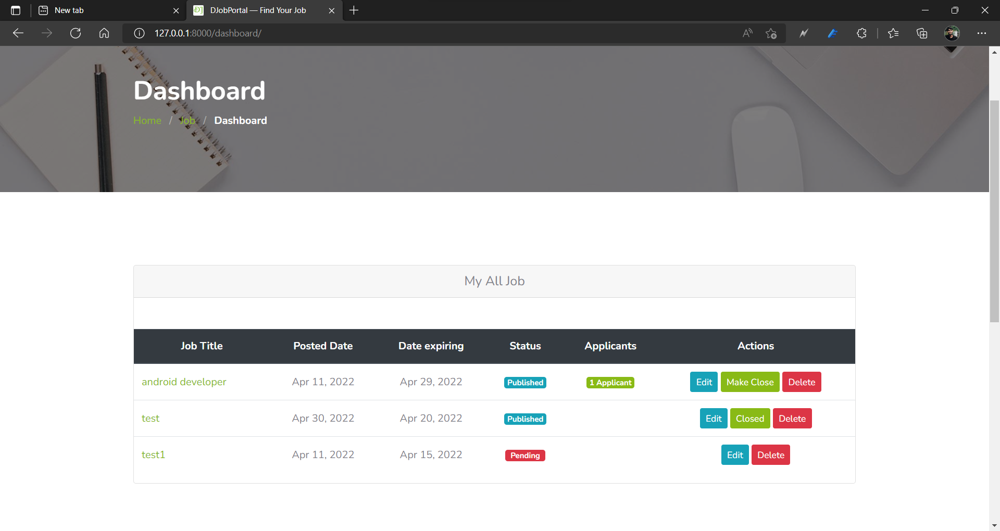 New tab
DJobPortal — Find Your Job
127.0.0.1:8000/dashboard/
Dashboard
Home / Job / Dashboard
My All Job
Job Title Posted Date Date expiring Status Applicants Actions
android developer Apr 11, 2022 Apr 29, 2022 Published 1 Applicant Edit Make Close Delete
test Apr 30, 2022 Apr 20, 2022 Published Edit Closed Delete
test1 Apr 11, 2022 Apr 15, 2022 Pending Edit Delete